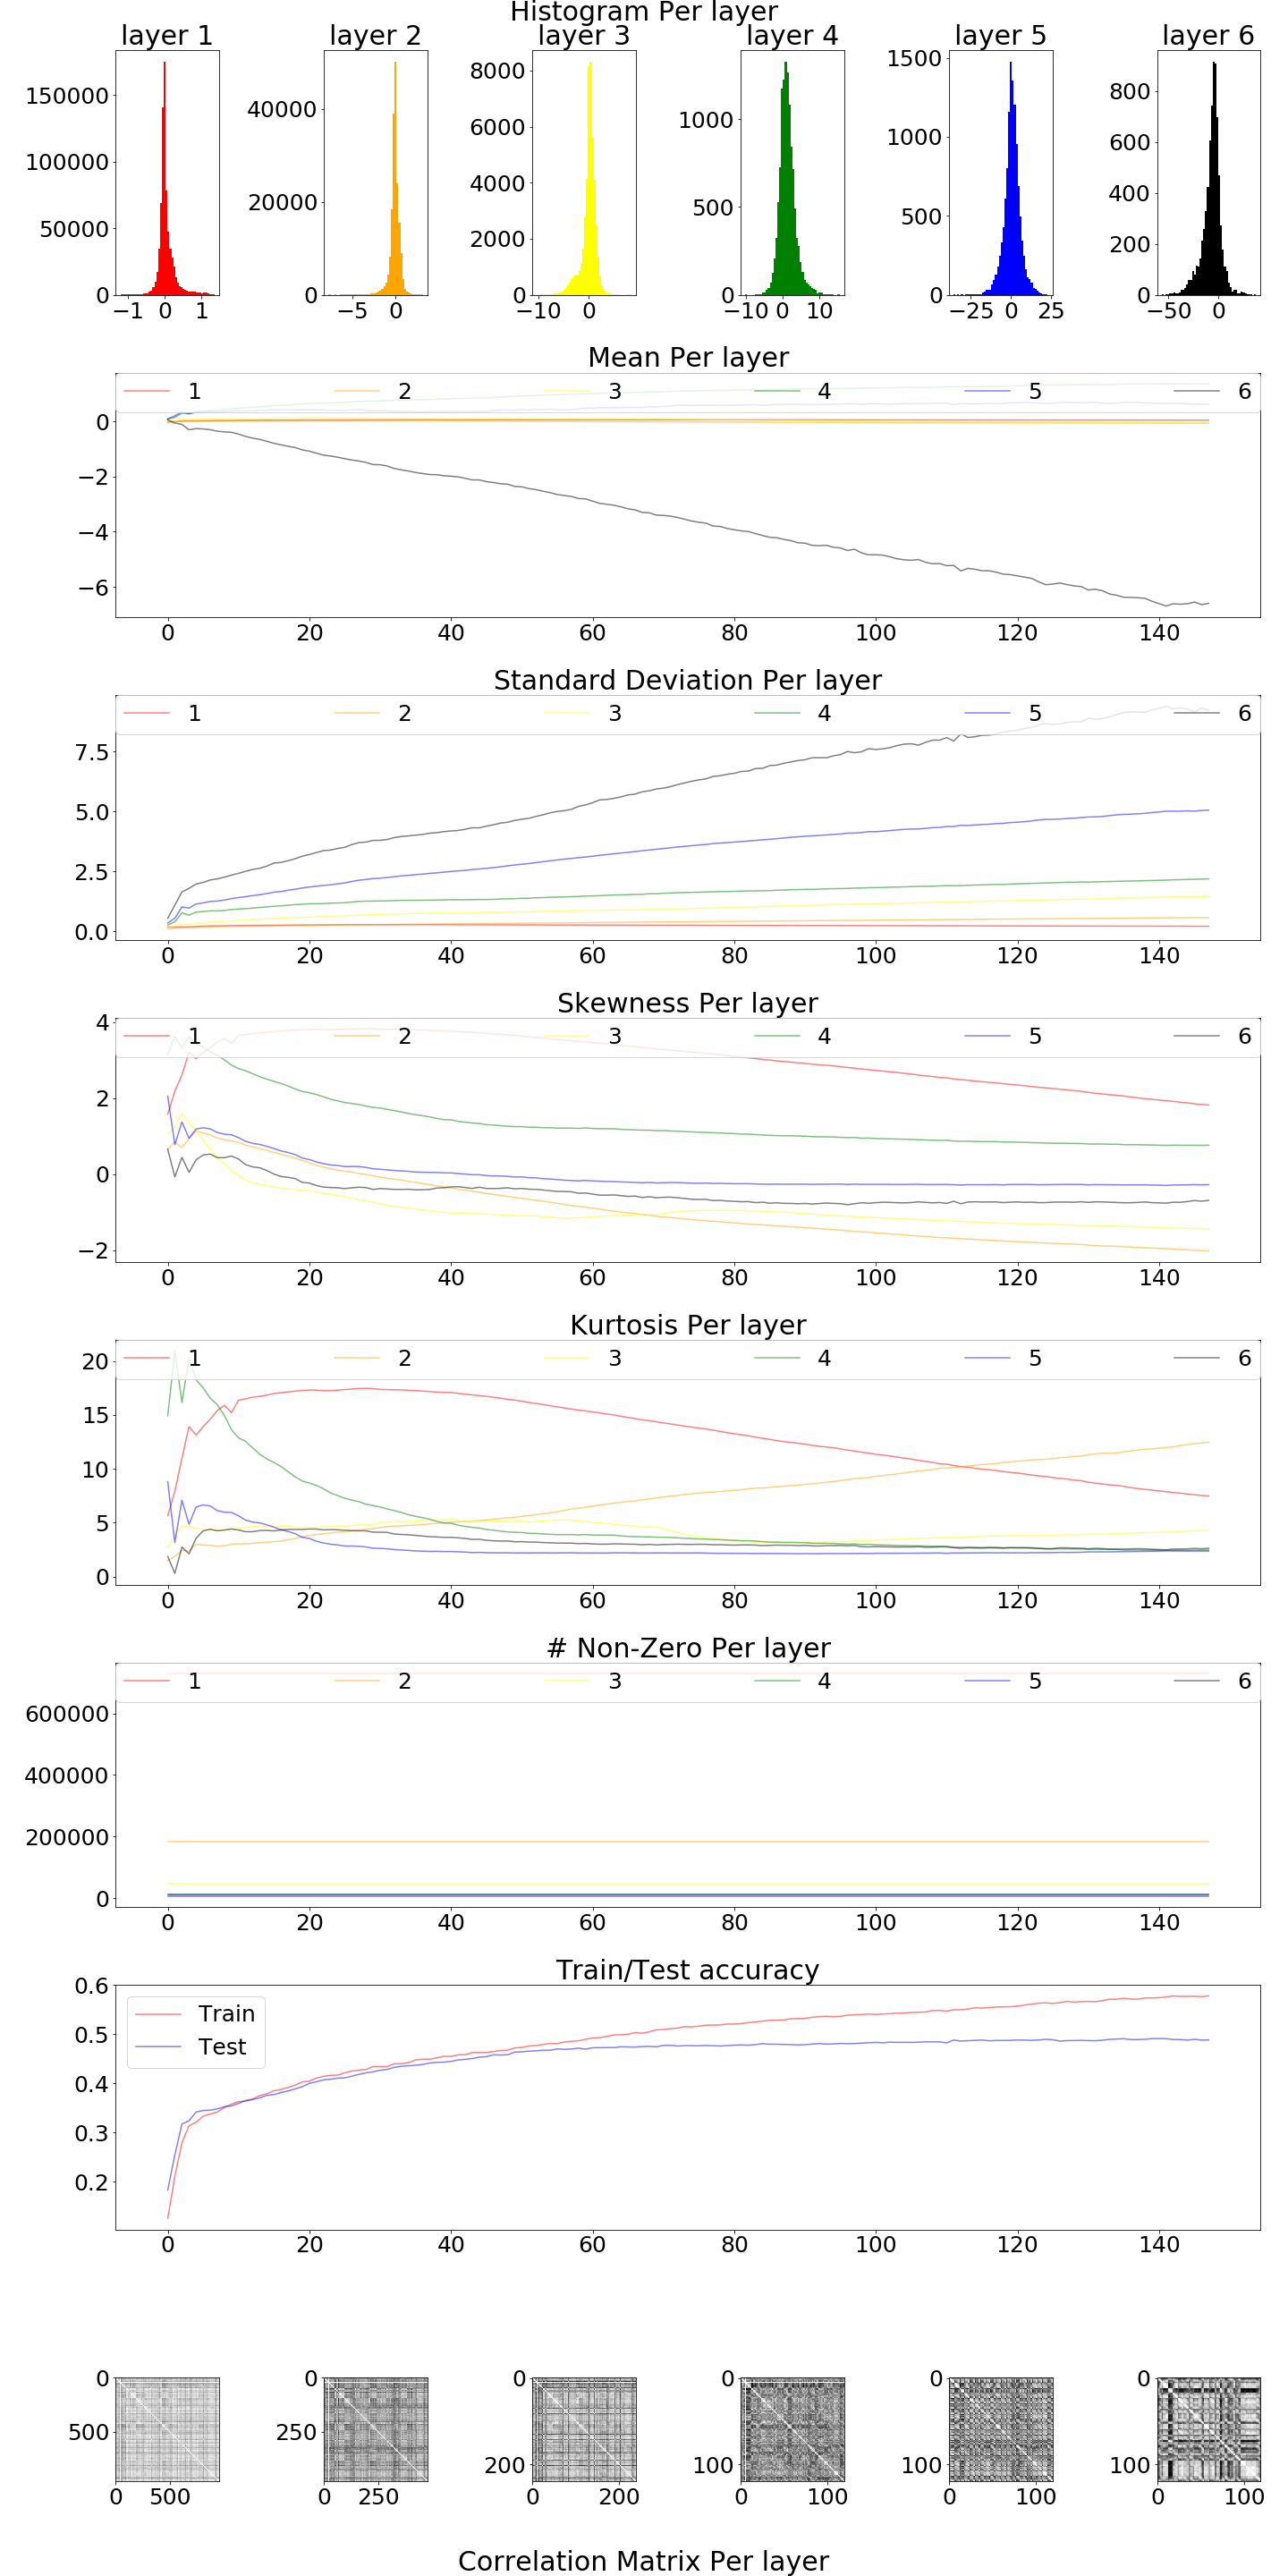 Histogram Per layer
layer 1 layer 2 layer 3 layer 4 layer 5 layer 6
150000 100000 50000 0
−1 0 1
40000 20000 0
−5 0
8000 6000 4000 2000 0
−10 0
1000 500 0
−10 0 10
1500 1000 500 0
−25 0 25
800 600 400 200 0
−50 0
Mean Per layer
1 2 3 4 5 6
0
−2
−4
−6
0 20 40 60 80 100 120 140
Standard Deviation Per layer
1 2 3 4 5 6
7.5
5.0
2.5
0.0
0 20 40 60 80 100 120 140
Skewness Per layer
4
1 2 3 4 5 6
2
0
−2
0 20 40 60 80 100 120 140
Kurtosis Per layer
20
1 2 3 4 5 6
15
10
5
0
0 20 40 60 80 100 120 140
# Non-Zero Per layer
1 2 3 4 5 6
600000
400000
200000
0
0 20 40 60 80 100 120 140
Train/Test accuracy
0.6
Train
0.5
Test
0.4
0.3
0.2
0 20 40 60 80 100 120 140
0 500
0 500
0 250
0 250
0 200
0 200
0 100
0 100
0 100
0 100
0 100
0 100
Correlation Matrix Per layer